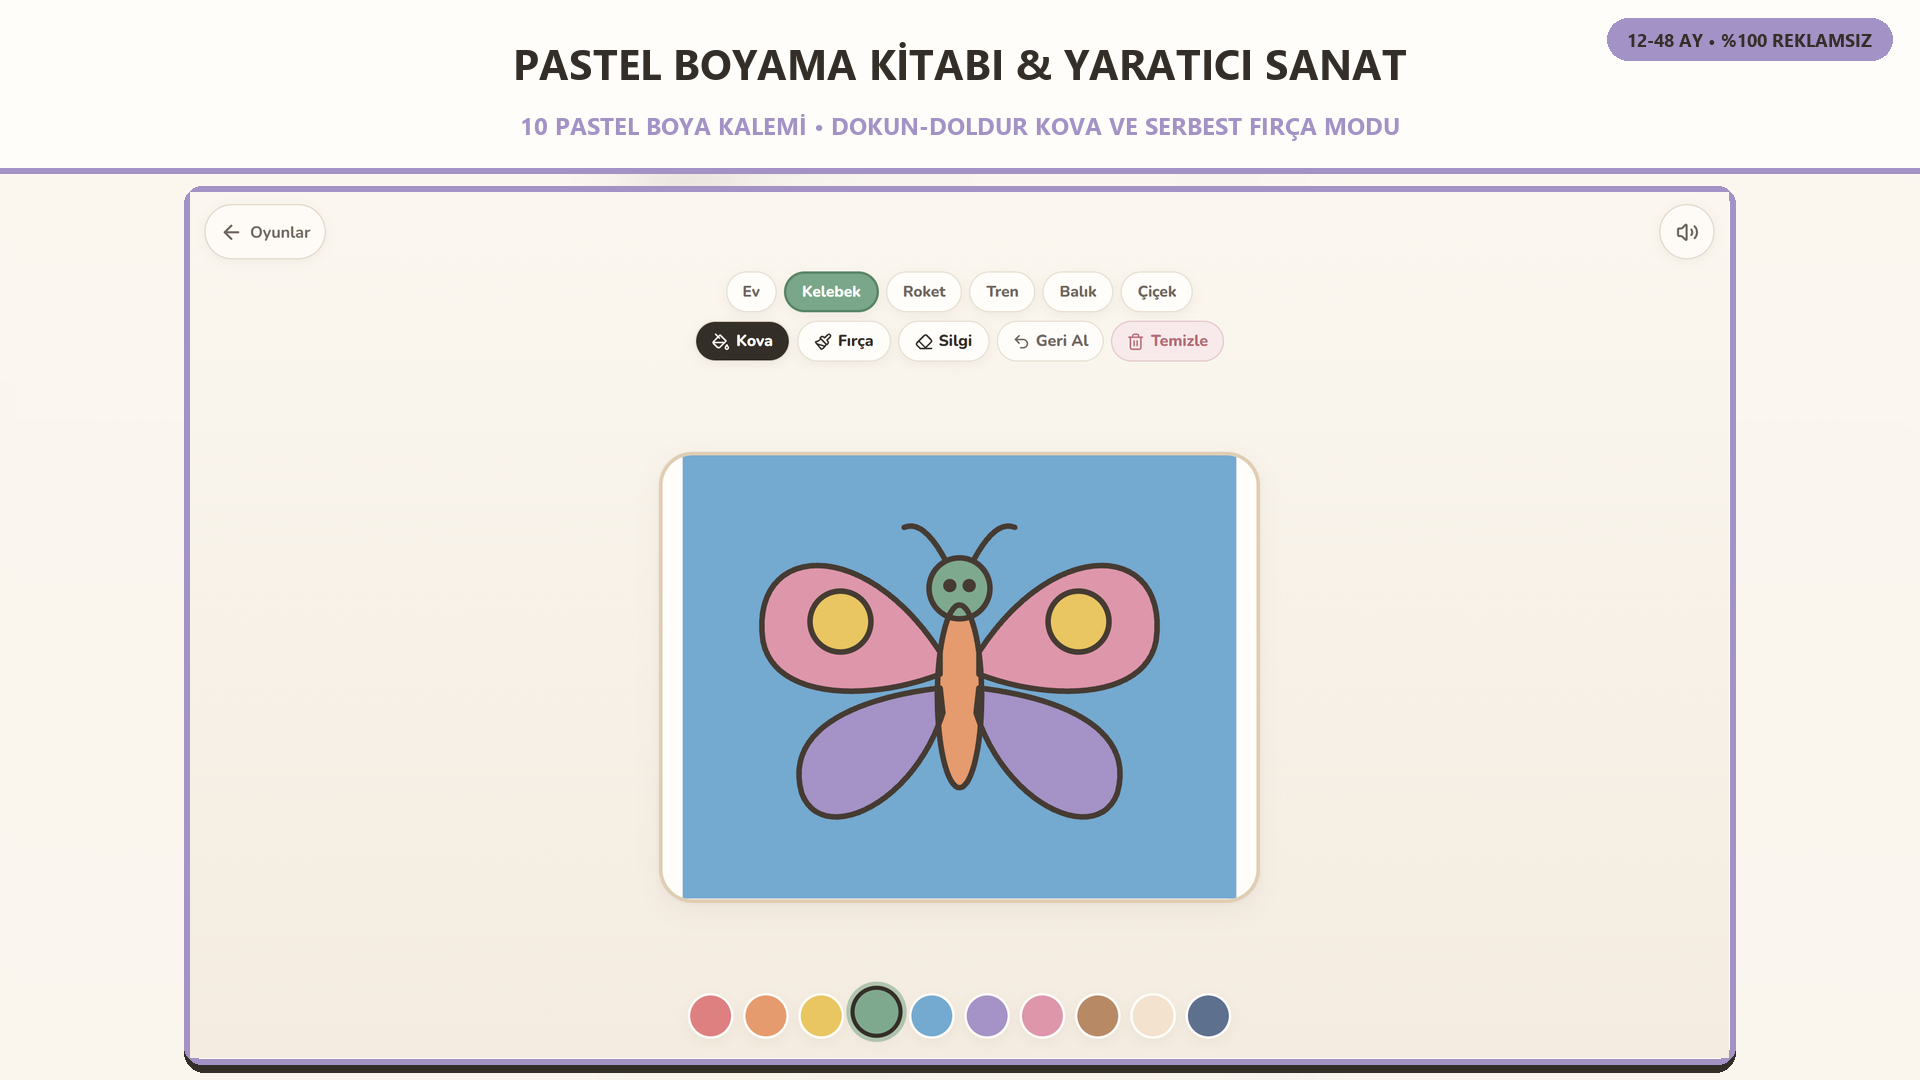 12-48 AY • %100 REKLAMSIZ
PASTEL BOYAMA KİTABI & YARATICI SANAT
10 PASTEL BOYA KALEMİ • DOKUN-DOLDUR KOVA VE SERBEST FIRÇA MODU
Oyunlar
Ev Kelebek Roket Tren Balık Çiçek
Kova Fırça Silgi Geri Al Temizle